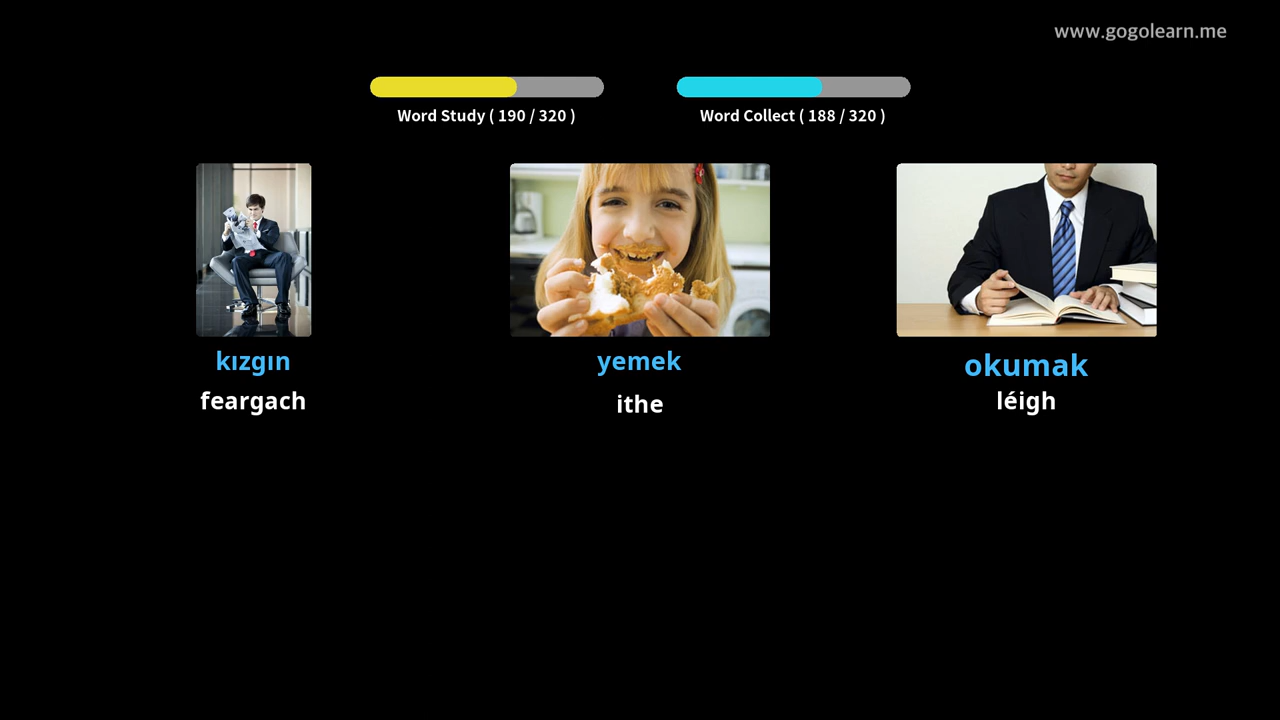 www.gogolearn.me
Word Study ( 190 / 320 )
Word Collect ( 188 / 320 )
kızgın
feargach
yemek
ithe
okumak
léigh